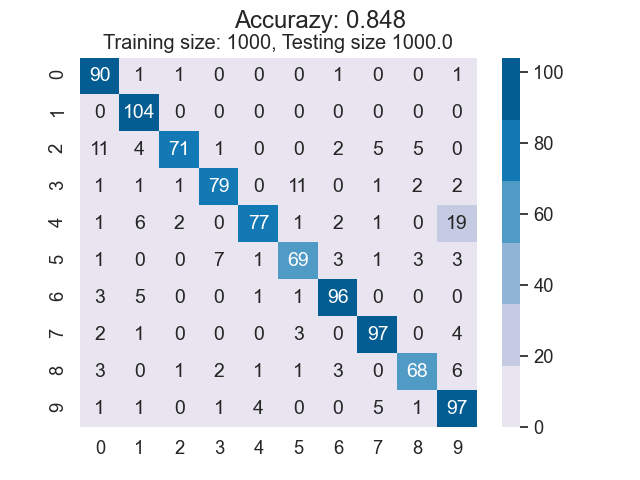 Accurazy: 0.848
Training size: 1000, Testing size 1000.0
0 90 1 1 0 0 0 1 0 0 1
1 0 104 0 0 0 0 0 0 0 0
2 11 4 71 1 0 0 2 5 5 0
3 1 1 1 79 0 11 0 1 2 2
4 1 6 2 0 77 1 2 1 0 19
5 1 0 0 7 1 69 3 1 3 3
6 3 5 0 0 1 1 96 0 0 0
7 2 1 0 0 0 3 0 97 0 4
8 3 0 1 2 1 1 3 0 68 6
9 1 1 0 1 4 0 0 5 1 97
0 1 2 3 4 5 6 7 8 9
100
80
60
40
20
0